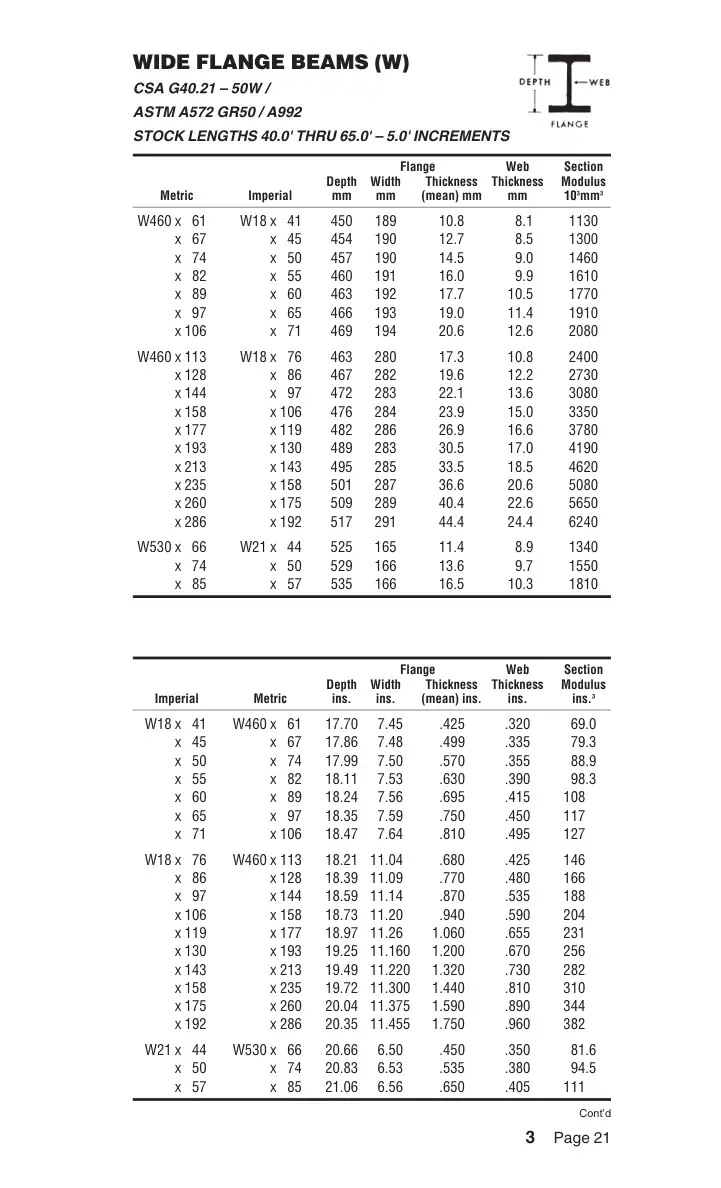 WIDE FLANGE BEAMS (W)
CSA G40.21 – 50W /
ASTM A572 GR50 / A992
STOCK LENGTHS 40.0' THRU 65.0' – 5.0' INCREMENTS
DEPTH WEB
FLANGE
Flange Web Section
Depth Width Thickness Thickness Modulus
Metric Imperial mm mm (mean) mm mm 10³mm³
W460 x 61 W18 x 41 450 189 10.8 8.1 1130
x 67 x 45 454 190 12.7 8.5 1300
x 74 x 50 457 190 14.5 9.0 1460
x 82 x 55 460 191 16.0 9.9 1610
x 89 x 60 463 192 17.7 10.5 1770
x 97 x 65 466 193 19.0 11.4 1910
x 106 x 71 469 194 20.6 12.6 2080
W460 x 113 W18 x 76 463 280 17.3 10.8 2400
x 128 x 86 467 282 19.6 12.2 2730
x 144 x 97 472 283 22.1 13.6 3080
x 158 x 106 476 284 23.9 15.0 3350
x 177 x 119 482 286 26.9 16.6 3780
x 193 x 130 489 283 30.5 17.0 4190
x 213 x 143 495 285 33.5 18.5 4620
x 235 x 158 501 287 36.6 20.6 5080
x 260 x 175 509 289 40.4 22.6 5650
x 286 x 192 517 291 44.4 24.4 6240
W530 x 66 W21 x 44 525 165 11.4 8.9 1340
x 74 x 50 529 166 13.6 9.7 1550
x 85 x 57 535 166 16.5 10.3 1810
Flange Web Section
Depth Width Thickness Thickness Modulus
Imperial Metric ins. ins. (mean) ins. ins. ins.³
W18 x 41 W460 x 61 17.70 7.45 .425 .320 69.0
x 45 x 67 17.86 7.48 .499 .335 79.3
x 50 x 74 17.99 7.50 .570 .355 88.9
x 55 x 82 18.11 7.53 .630 .390 98.3
x 60 x 89 18.24 7.56 .695 .415 108
x 65 x 97 18.35 7.59 .750 .450 117
x 71 x 106 18.47 7.64 .810 .495 127
W18 x 76 W460 x 113 18.21 11.04 .680 .425 146
x 86 x 128 18.39 11.09 .770 .480 166
x 97 x 144 18.59 11.14 .870 .535 188
x 106 x 158 18.73 11.20 .940 .590 204
x 119 x 177 18.97 11.26 1.060 .655 231
x 130 x 193 19.25 11.160 1.200 .670 256
x 143 x 213 19.49 11.220 1.320 .730 282
x 158 x 235 19.72 11.300 1.440 .810 310
x 175 x 260 20.04 11.375 1.590 .890 344
x 192 x 286 20.35 11.455 1.750 .960 382
W21 x 44 W530 x 66 20.66 6.50 .450 .350 81.6
x 50 x 74 20.83 6.53 .535 .380 94.5
x 57 x 85 21.06 6.56 .650 .405 111
Cont'd
3 Page 21